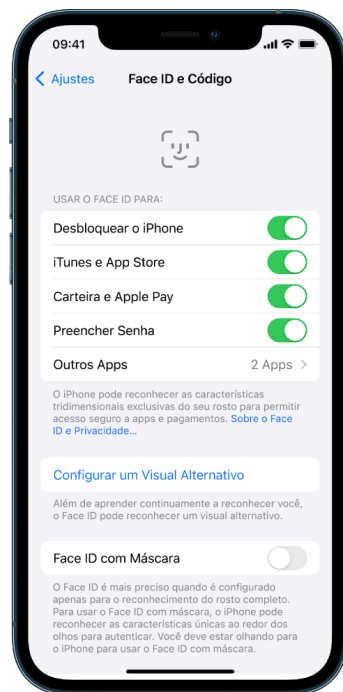 09:41
Ajustes Face ID e Código
USAR O FACE ID PARA:
Desbloquear o iPhone
iTunes e App Store
Carteira e Apple Pay
Preencher Senha
Outros Apps 2 Apps
O iPhone pode reconhecer as características
tridimensionais exclusivas do seu rosto para permitir
acesso seguro a apps e pagamentos. Sobre o Face
ID e Privacidade...
Configurar um Visual Alternativo
Além de aprender continuamente a reconhecer você,
o Face ID pode reconhecer um visual alternativo.
Face ID com Máscara
O Face ID é mais preciso quando é configurado
apenas para o reconhecimento do rosto completo.
Para usar o Face ID com máscara, o iPhone pode
reconhecer as características únicas ao redor dos
olhos para autenticar. Você deve estar olhando para
o iPhone para usar o Face ID com máscara.